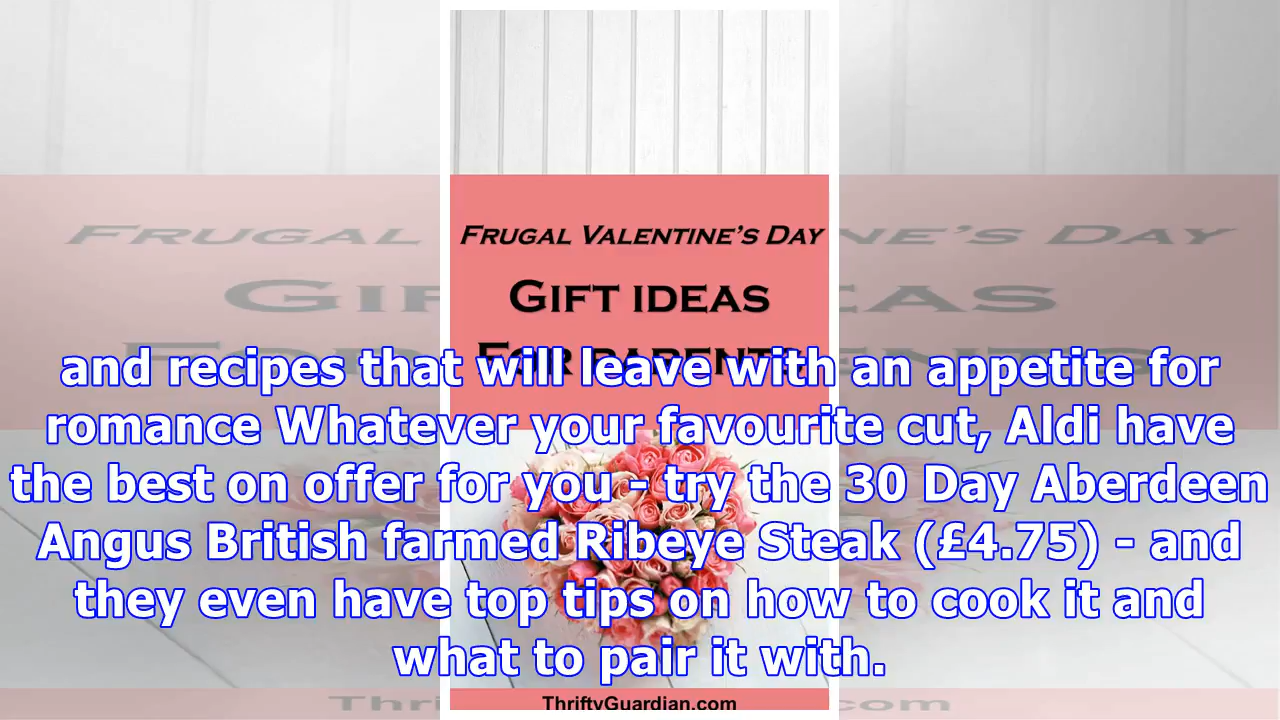 Frugal Valentine's Day
Gift ideas
For parents
and recipes that will leave with an appetite for
romance Whatever your favourite cut, Aldi have
the best on offer for you - try the 30 Day Aberdeen
Angus British farmed Ribeye Steak (£4.75) - and
they even have top tips on how to cook it and
what to pair it with.
ThriftyGuardian.com